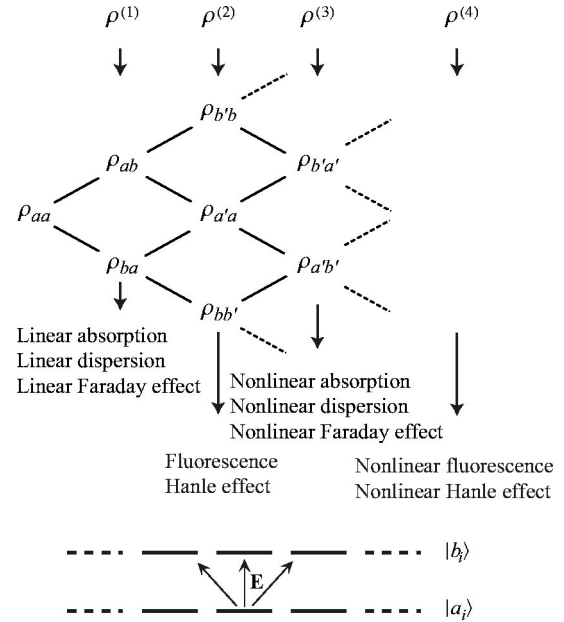 ρ(1) ρ(2) ρ(3) ρ(4)
ρb′b
ρab ρb′a′
ρaa ρa′a
ρba ρa′b′
ρbb′
Linear absorption
Linear dispersion
Linear Faraday effect
Nonlinear absorption
Nonlinear dispersion
Nonlinear Faraday effect
Fluorescence
Hanle effect
Nonlinear fluorescence
Nonlinear Hanle effect
|bi⟩
E
|ai⟩